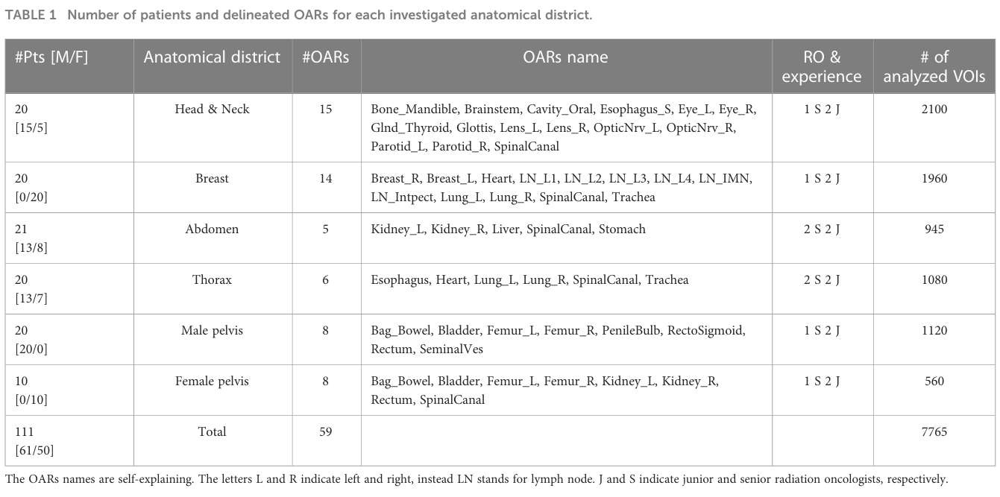 TABLE 1 Number of patients and delineated OARs for each investigated anatomical district.
#Pts [M/F] Anatomical district #OARs OARs name RO & experience # of analyzed VOIs
20 Head & Neck 15 Bone_Mandible, Brainstem, Cavity_Oral, Esophagus_S, Eye_L, Eye_R, 1 S 2 J 2100
[15/5] Glnd_Thyroid, Glottis, Lens_L, Lens_R, OpticNrv_L, OpticNrv_R,
Parotid_L, Parotid_R, SpinalCanal
20 Breast 14 Breast_R, Breast_L, Heart, LN_L1, LN_L2, LN_L3, LN_L4, LN_IMN, 1 S 2 J 1960
[0/20] LN_Intpect, Lung_L, Lung_R, SpinalCanal, Trachea
21 Abdomen 5 Kidney_L, Kidney_R, Liver, SpinalCanal, Stomach 2 S 2 J 945
[13/8]
20 Thorax 6 Esophagus, Heart, Lung_L, Lung_R, SpinalCanal, Trachea 2 S 2 J 1080
[13/7]
20 Male pelvis 8 Bag_Bowel, Bladder, Femur_L, Femur_R, PenileBulb, RectoSigmoid, 1 S 2 J 1120
[20/0] Rectum, SeminalVes
10 Female pelvis 8 Bag_Bowel, Bladder, Femur_L, Femur_R, Kidney_L, Kidney_R, 1 S 2 J 560
[0/10] Rectum, SpinalCanal
111 Total 59 7765
[61/50]
The OARs names are self-explaining. The letters L and R indicate left and right, instead LN stands for lymph node. J and S indicate junior and senior radiation oncologists, respectively.